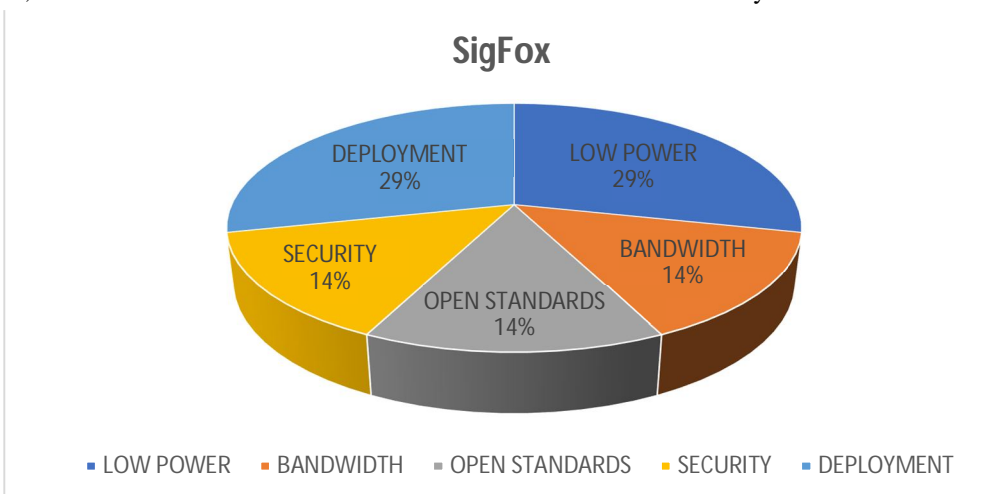 SigFox
DEPLOYMENT
29%
LOW POWER
29%
SECURITY
14%
BANDWIDTH
14%
OPEN STANDARDS
14%
LOW POWER BANDWIDTH OPEN STANDARDS SECURITY DEPLOYMENT